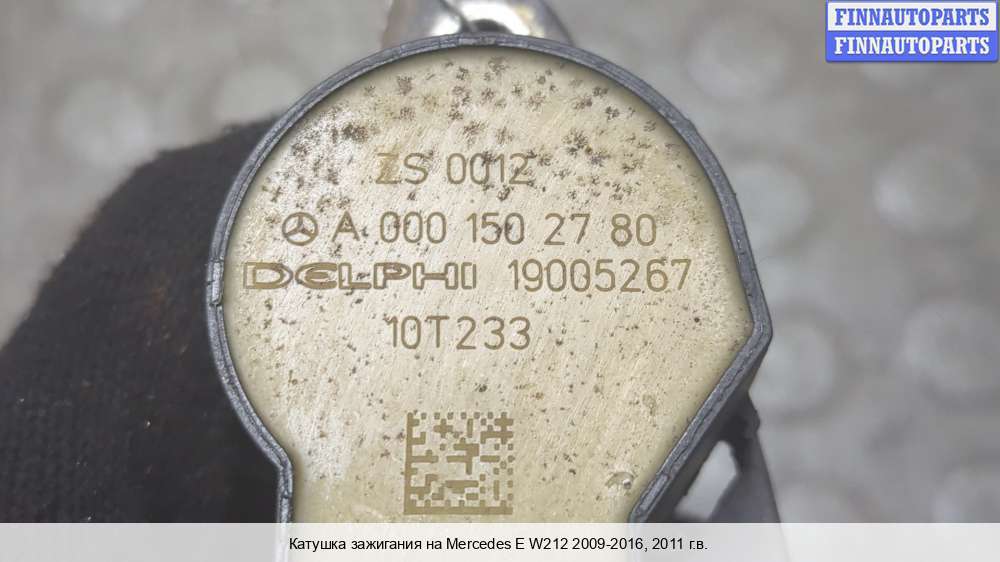 FINNAUTOPARTS
FINNAUTOPARTS
ZS 0012
A 000 150 27 80
DELPHI 19005267
10T233
Катушка зажигания на Mercedes E W212 2009-2016, 2011 г.в.